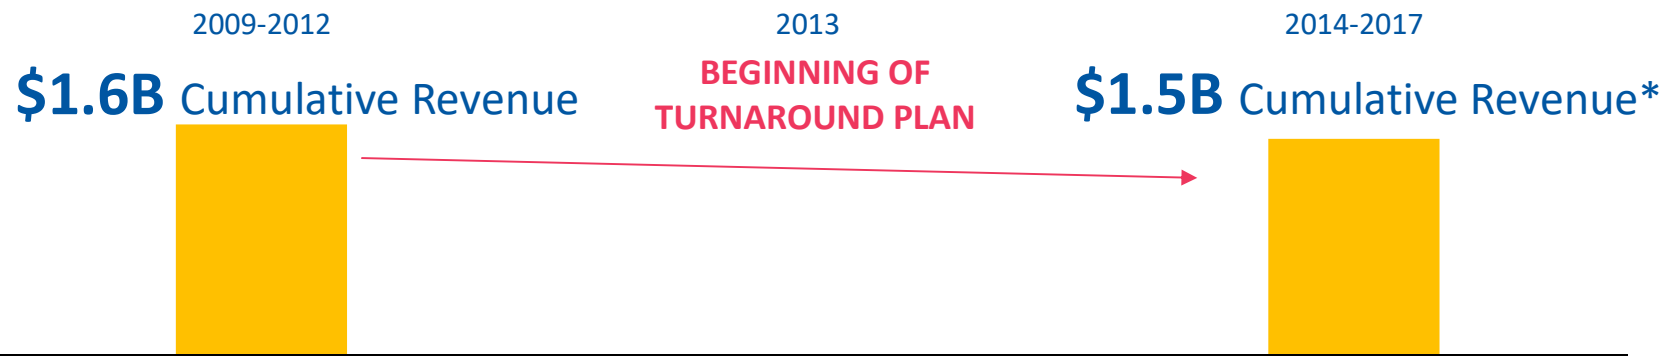 2009-2012
$1.6B Cumulative Revenue
2013
BEGINNING OF
TURNAROUND PLAN
2014-2017
$1.5B Cumulative Revenue*